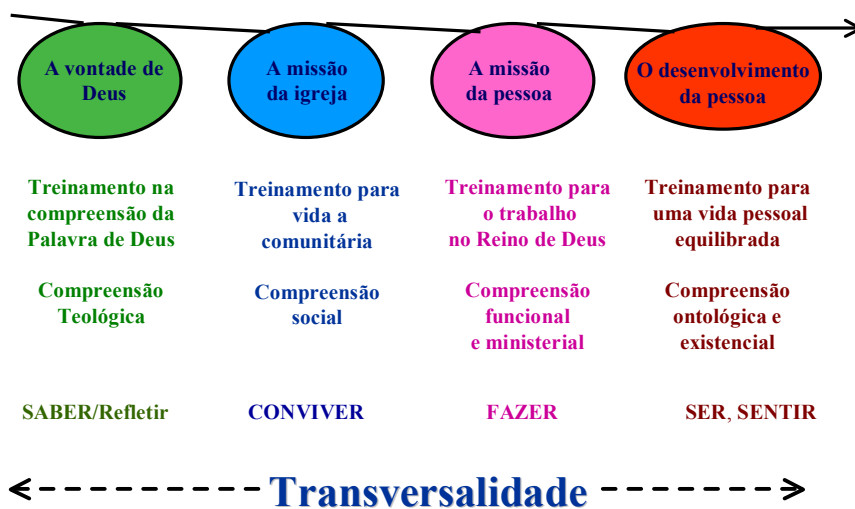 A vontade de
Deus
A missão
da igreja
A missão
da pessoa
O desenvolvimento
da pessoa
Treinamento na
compreensão da
Palavra de Deus
Treinamento para
vida a
comunitária
Treinamento para
o trabalho
no Reino de Deus
Treinamento para
uma vida pessoal
equilibrada
Compreensão
Teológica
Compreensão
social
Compreensão
funcional
e ministerial
Compreensão
ontológica e
existencial
SABER/Refletir
CONVIVER
FAZER
SER, SENTIR
Transversalidade